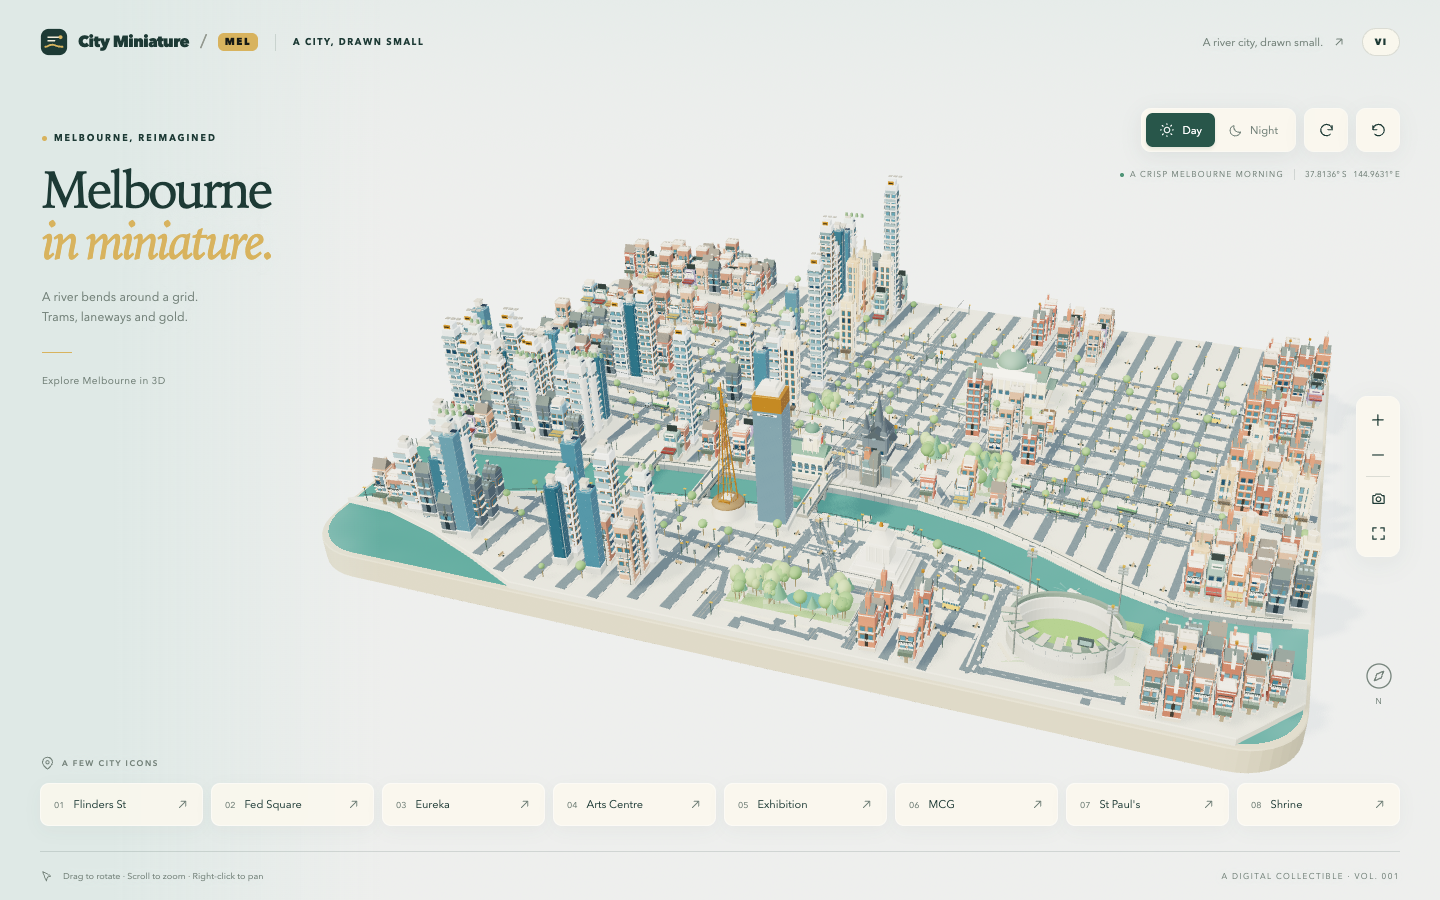 City Miniature / MEL A CITY, DRAWN SMALL
A river city, drawn small. VI
Day Night
A CRISP MELBOURNE MORNING 37.8136° S 144.9631° E
MELBOURNE, REIMAGINED
Melbourne
in miniature.
A river bends around a grid.
Trams, laneways and gold.
Explore Melbourne in 3D
N
A FEW CITY ICONS
01 Flinders St
02 Fed Square
03 Eureka
04 Arts Centre
05 Exhibition
06 MCG
07 St Paul's
08 Shrine
Drag to rotate · Scroll to zoom · Right-click to pan
A DIGITAL COLLECTIBLE · VOL. 001